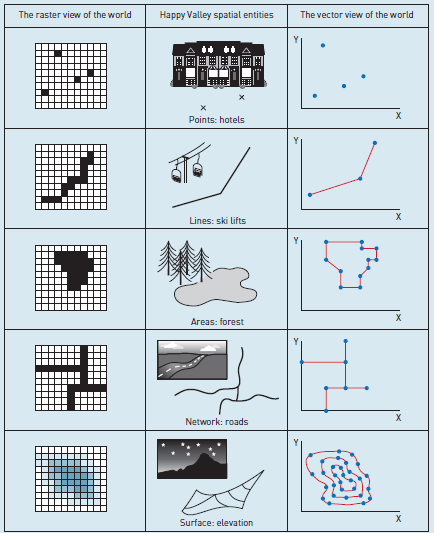 The raster view of the world
Happy Valley spatial entities
The vector view of the world
Points: hotels
Y
X
Lines: ski lifts
Y
X
Areas: forest
Y
X
Network: roads
Y
X
Surface: elevation
Y
X